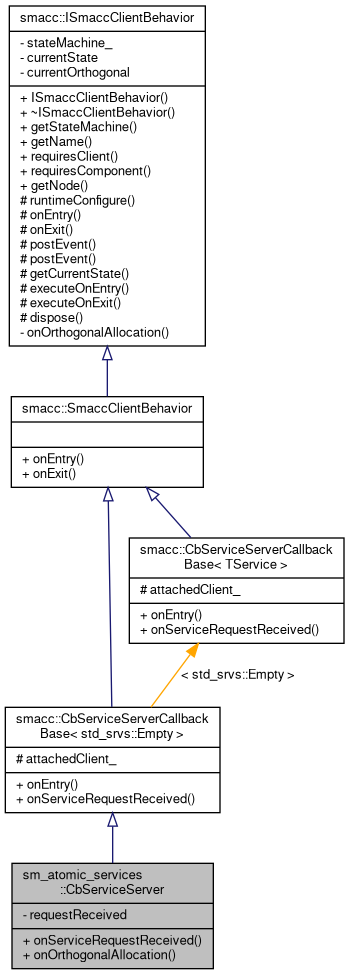 smacc::ISmaccClientBehavior
- stateMachine_
- currentState
- currentOrthogonal
+ ISmaccClientBehavior()
+ ~ISmaccClientBehavior()
+ getStateMachine()
+ getName()
+ requiresClient()
+ requiresComponent()
+ getNode()
# runtimeConfigure()
# onEntry()
# onExit()
# postEvent()
# postEvent()
# getCurrentState()
# executeOnEntry()
# executeOnExit()
# dispose()
- onOrthogonalAllocation()
smacc::SmaccClientBehavior
+ onEntry()
+ onExit()
smacc::CbServiceServerCallback
Base< TService >
# attachedClient_
+ onEntry()
+ onServiceRequestReceived()
< std_srvs::Empty >
smacc::CbServiceServerCallback
Base< std_srvs::Empty >
# attachedClient_
+ onEntry()
+ onServiceRequestReceived()
sm_atomic_services
::CbServiceServer
- requestReceived
+ onServiceRequestReceived()
+ onOrthogonalAllocation()